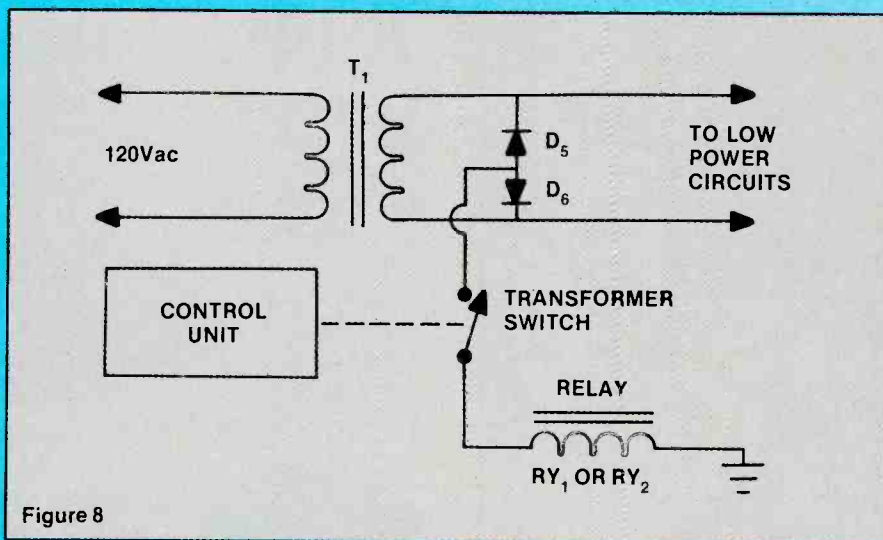 T1
120Vac
D5
D6
TO LOW
POWER
CIRCUITS
CONTROL
UNIT
TRANSFORMER
SWITCH
RELAY
RY1 OR RY2
Figure 8